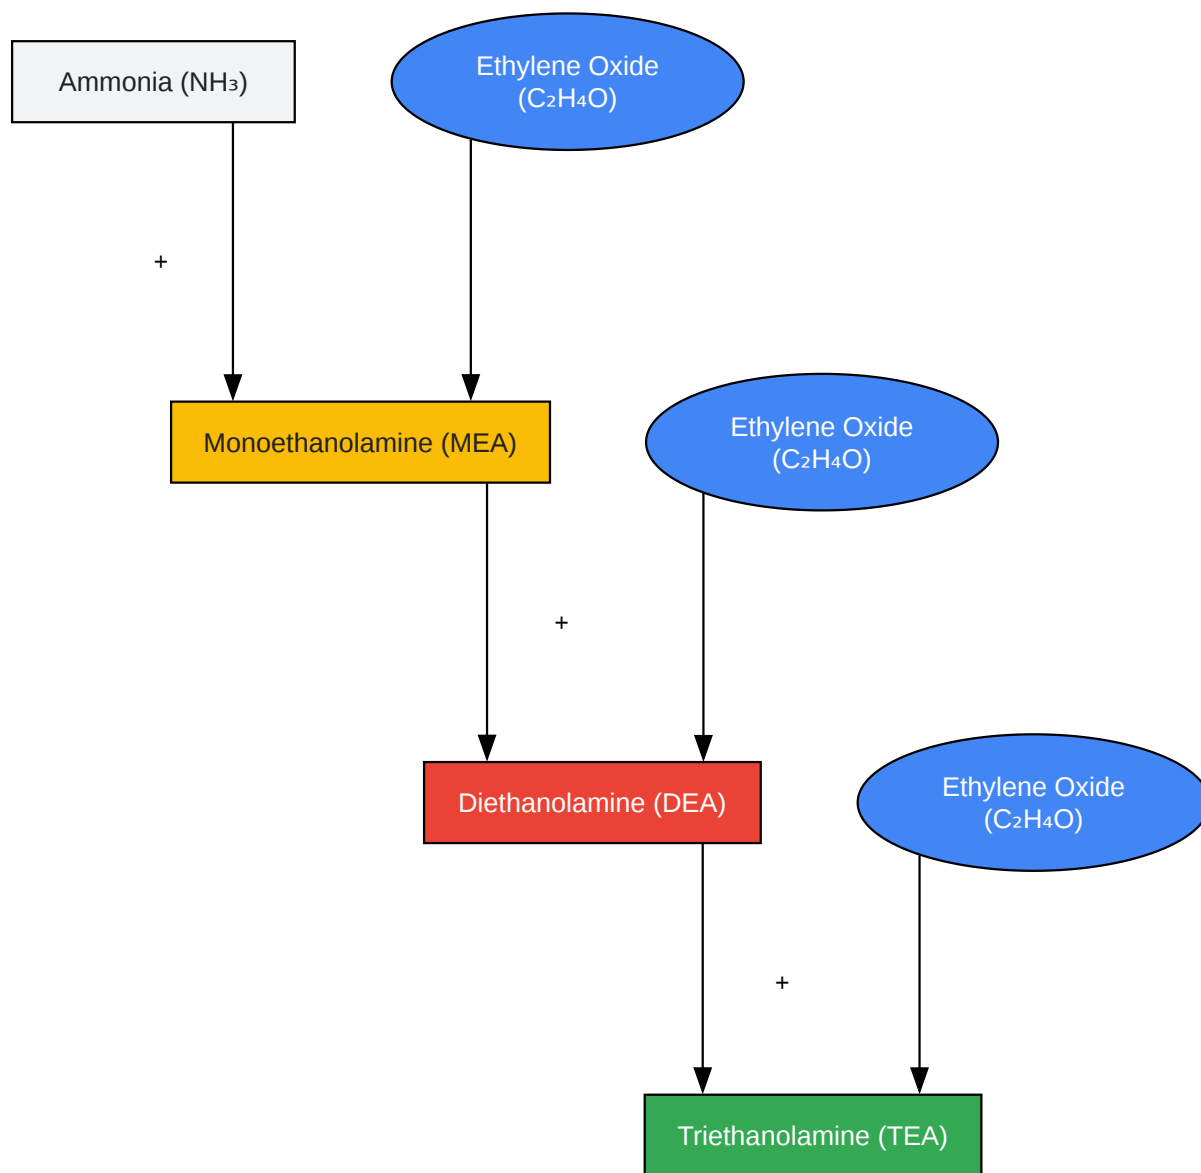 Ammonia (NH₃)
Ethylene Oxide
(C₂H₄O)
+
Monoethanolamine (MEA)
Ethylene Oxide
(C₂H₄O)
+
Diethanolamine (DEA)
Ethylene Oxide
(C₂H₄O)
+
Triethanolamine (TEA)